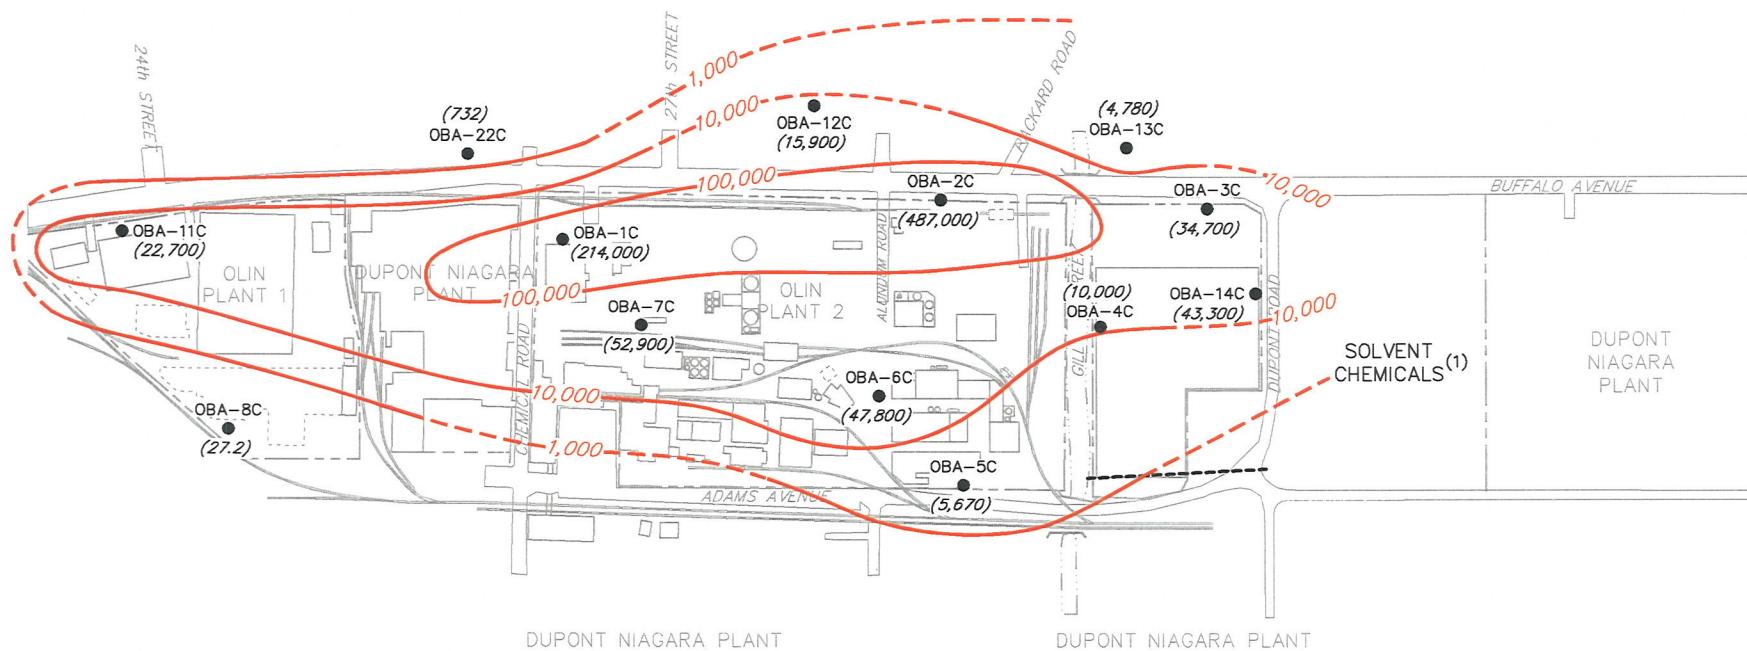 24th STREET
27th STREET
1,000
PACKARD ROAD
10,000
(732)
OBA-22C
OBA-12C
(15,900)
(4,780)
OBA-13C
100,000
OBA-2C
(487,000)
OBA-3C
(34,700)
10,000
BUFFALO AVENUE
OBA-11C
(22,700)
OBA-1C
(214,000)
OLIN
PLANT 1
DUPONT NIAGARA
PLANT
100,000
OLIN
PLANT 2
ALUNDUM ROAD
GILL CREEK
(10,000)
OBA-4C
OBA-14C
(43,300)
10,000
DUPONT ROAD
OBA-7C
(52,900)
CHEMICAL ROAD
SOLVENT
CHEMICALS(1)
DUPONT
NIAGARA
PLANT
10,000
OBA-6C
(47,800)
OBA-8C
(27.2)
1,000
OBA-5C
(5,670)
ADAMS AVENUE
DUPONT NIAGARA PLANT
DUPONT NIAGARA PLANT